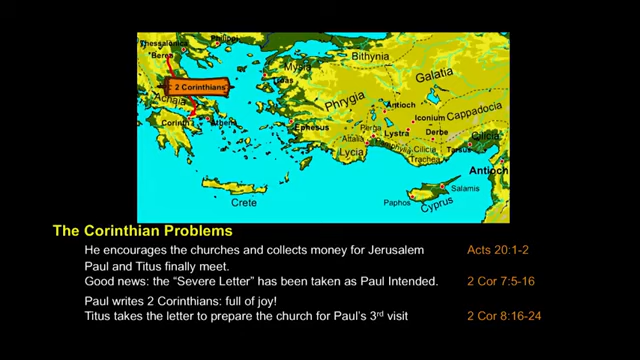 Philippi
Thessalonica
Berea
Bithynia
Mysia
Troas
Galatia
2 Corinthians
Phrygia
Achaia
Antioch
Cappadocia
Iconium
Corinth
Athens
Ephesus
Perga
Lystra
Derbe
Cilicia
Attalia
Pamphylia
Cilicia
Tarsus
Lycia
Trachea
Antioch
Salamis
Crete
Paphos
Cyprus
The Corinthian Problems
He encourages the churches and collects money for Jerusalem Acts 20:1-2
Paul and Titus finally meet.
Good news: the “Severe Letter” has been taken as Paul Intended. 2 Cor 7:5-16
Paul writes 2 Corinthians: full of joy!
Titus takes the letter to prepare the church for Paul’s 3rd visit 2 Cor 8:16-24